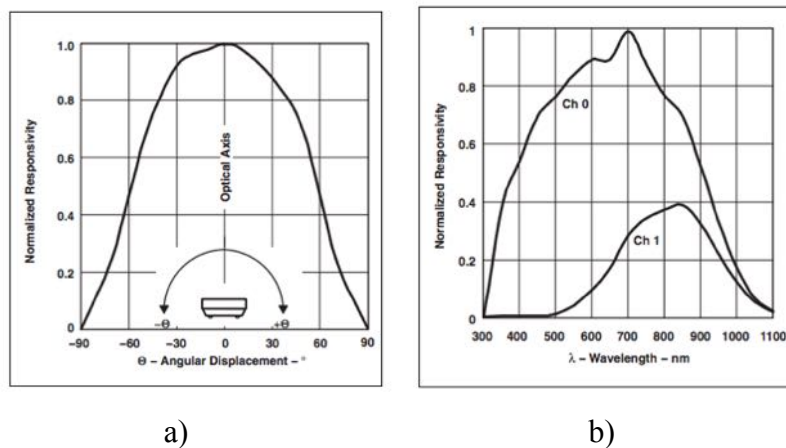 Normalized Responsivity
1.0
0.8
0.6
0.4
0.2
0
Optical Axis
−Θ
+Θ
−90
−60
−30
0
30
60
90
Θ – Angular Displacement – °
a)
Normalized Responsivity
1
0.8
0.6
0.4
0.2
0
Ch 0
Ch 1
300
400
500
600
700
800
900
1000
1100
λ – Wavelength – nm
b)